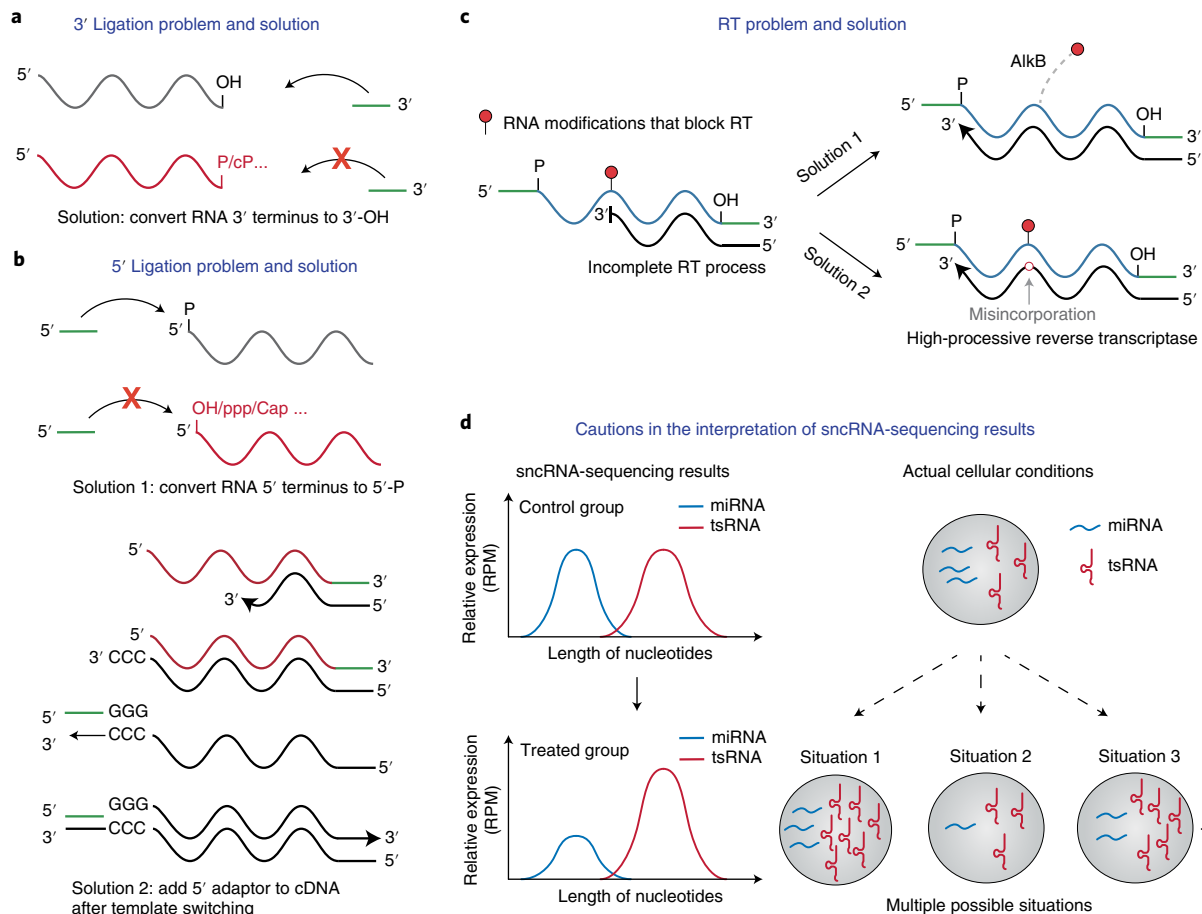 a
3′ Ligation problem and solution
5′
OH
3′
5′
P/cP...
X
3′
Solution: convert RNA 3′ terminus to 3′-OH
b
5′ Ligation problem and solution
P
5′
5′
X
OH/ppp/Cap ...
5′
5′
Solution 1: convert RNA 5′ terminus to 5′-P
5′
3′
3′
5′
5′
3′ CCC
3′
5′
5′
GGG
3′
CCC
5′
5′
GGG
3′
CCC
3′
5′
Solution 2: add 5′ adaptor to cDNA
after template switching
c
RT problem and solution
RNA modifications that block RT
P
5′
3′
OH
3′
5′
Incomplete RT process
Solution 1
Solution 2
AlkB
P
5′
3′
OH
3′
5′
P
5′
3′
OH
3′
5′
Misincorporation
High-processive reverse transcriptase
d
Cautions in the interpretation of sncRNA-sequencing results
sncRNA-sequencing results
Control group
miRNA
tsRNA
Relative expression
(RPM)
Length of nucleotides
Treated group
miRNA
tsRNA
Relative expression
(RPM)
Length of nucleotides
Actual cellular conditions
miRNA
tsRNA
Situation 1
Situation 2
Situation 3
Multiple possible situations